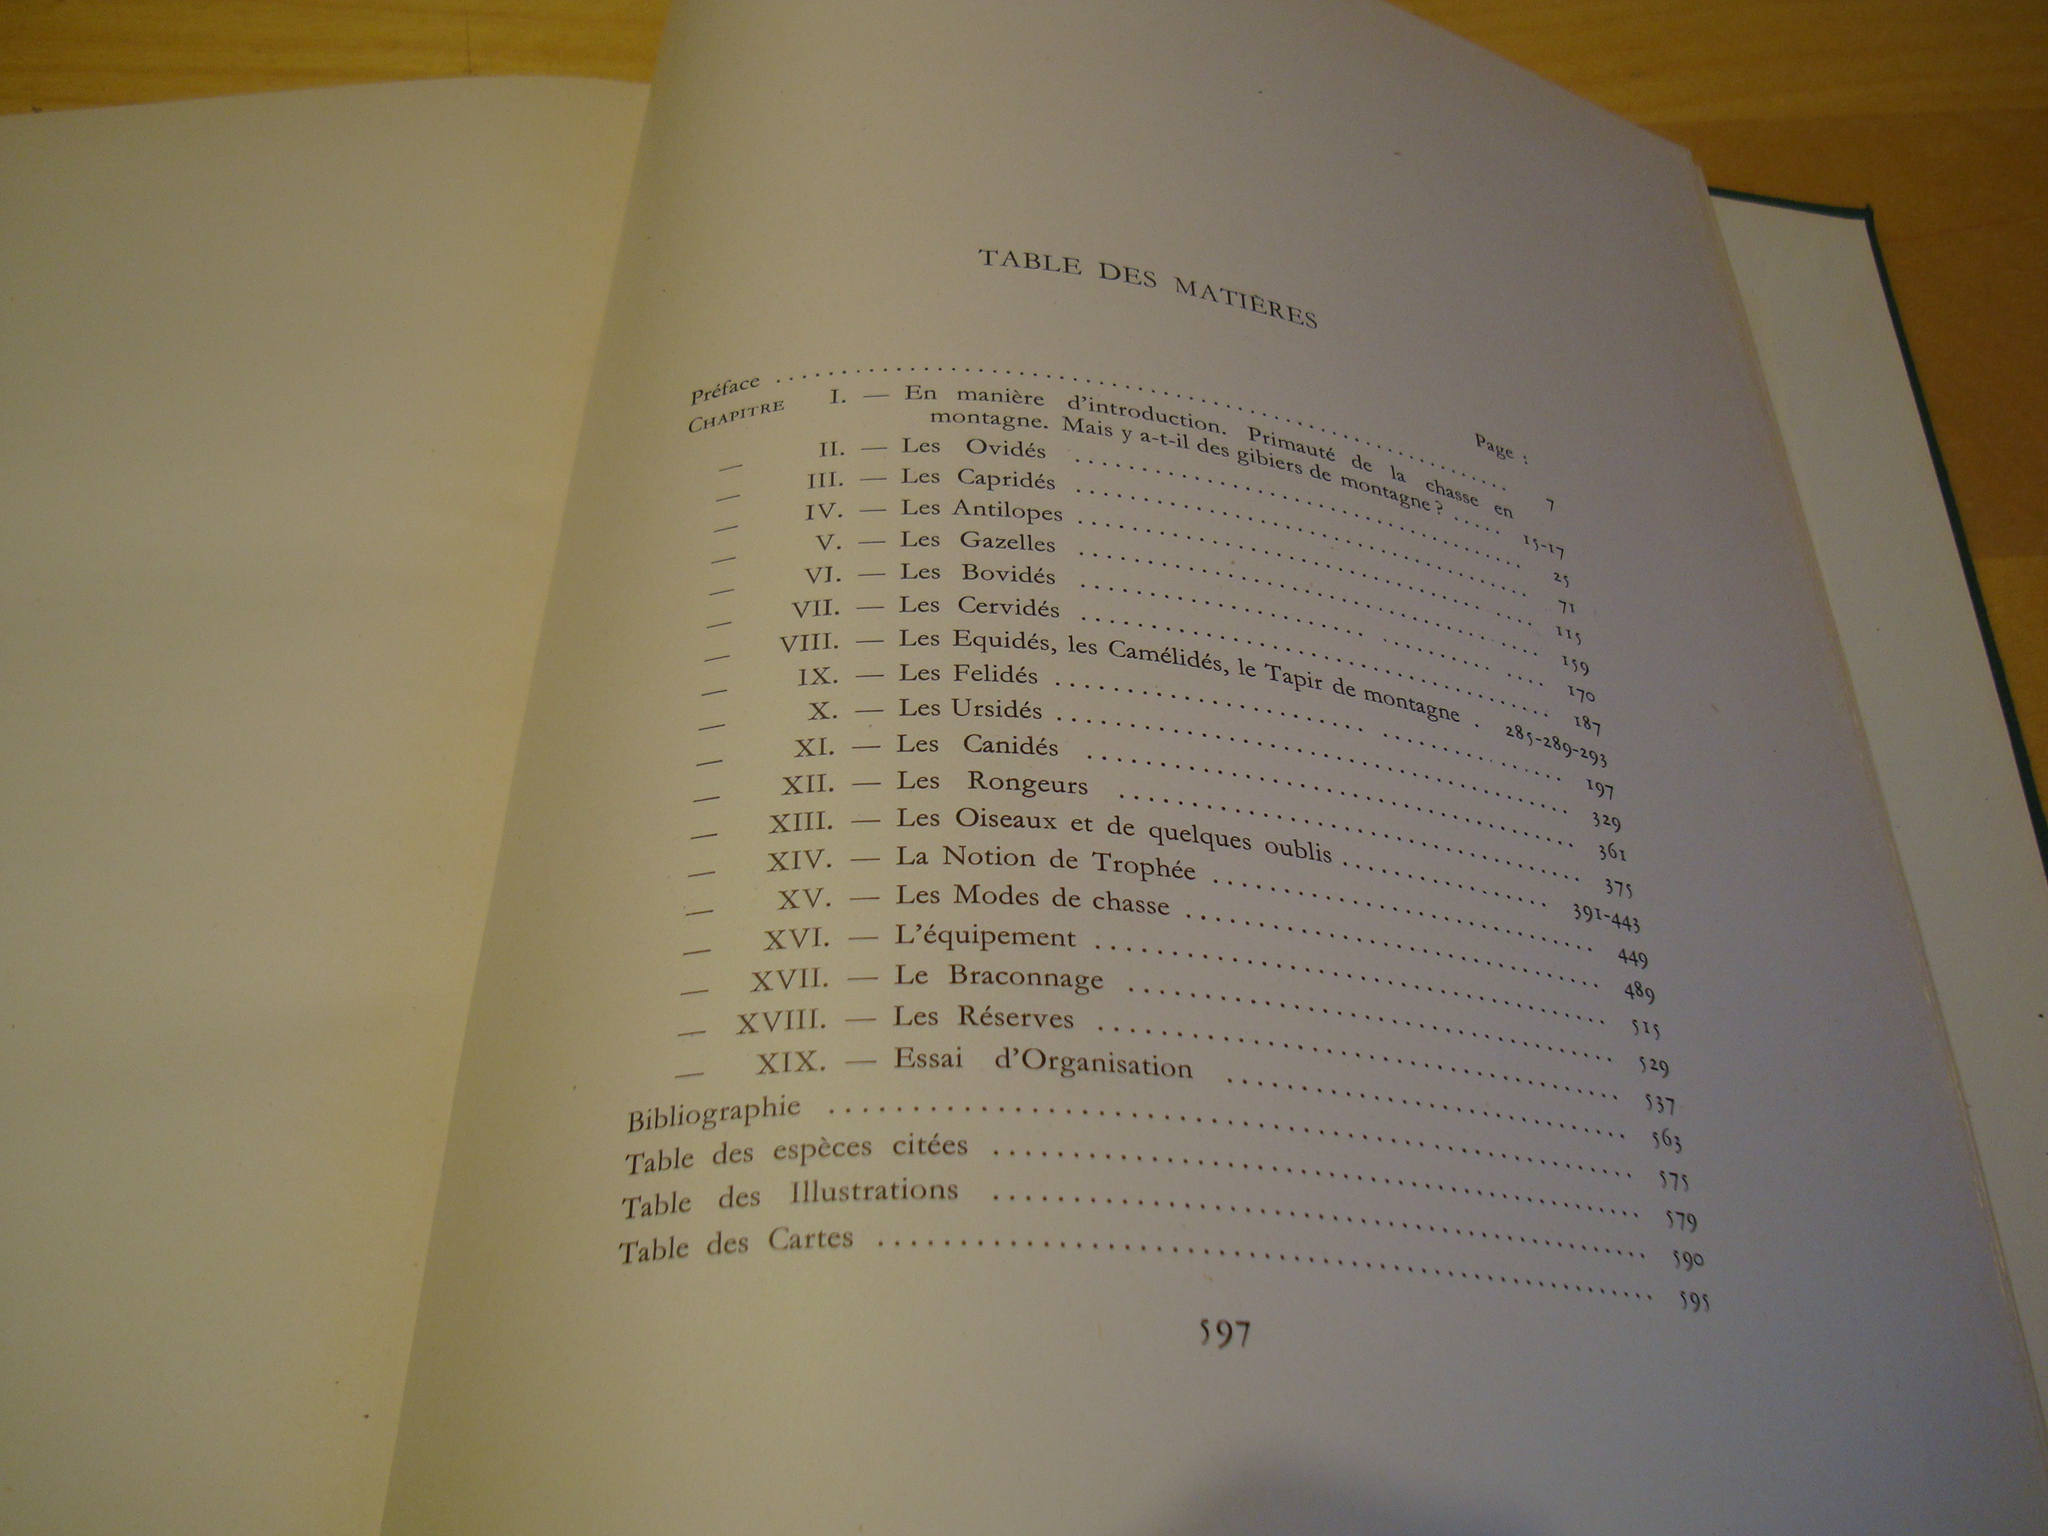 TABLE DES MATIÈRES
Page :
Préface . . . . . . . . . . . . . . . . . . . . . . . . . . . . . . 7
CHAPITRE I. — En manière d'introduction. Primauté de la chasse en
montagne. Mais y a-t-il des gibiers de montagne? . . . . . 15-17
— II. — Les Ovidés . . . . . . . . . . . . . . . . . . . . 25
— III. — Les Capridés . . . . . . . . . . . . . . . . . . . . 71
— IV. — Les Antilopes . . . . . . . . . . . . . . . . . . . . 115
— V. — Les Gazelles . . . . . . . . . . . . . . . . . . . . 159
— VI. — Les Bovidés . . . . . . . . . . . . . . . . . . . . 170
— VII. — Les Cervidés . . . . . . . . . . . . . . . . . . . . 187
— VIII. — Les Equidés, les Camélidés, le Tapir de montagne . 285-289-293
— IX. — Les Felidés . . . . . . . . . . . . . . . . . . . . 197
— X. — Les Ursidés . . . . . . . . . . . . . . . . . . . . 329
— XI. — Les Canidés . . . . . . . . . . . . . . . . . . . . 361
— XII. — Les Rongeurs . . . . . . . . . . . . . . . . . . . . 375
— XIII. — Les Oiseaux et de quelques oublis . . . . . . . . . . 391-443
— XIV. — La Notion de Trophée . . . . . . . . . . . . . . . . 449
— XV. — Les Modes de chasse . . . . . . . . . . . . . . . . 489
— XVI. — L'équipement . . . . . . . . . . . . . . . . . . . . 515
— XVII. — Le Braconnage . . . . . . . . . . . . . . . . . . . . 529
— XVIII. — Les Réserves . . . . . . . . . . . . . . . . . . . . 537
— XIX. — Essai d'Organisation . . . . . . . . . . . . . . . . 563
Bibliographie . . . . . . . . . . . . . . . . . . . . . . . . . . 575
Table des espèces citées . . . . . . . . . . . . . . . . . . . . 579
Table des Illustrations . . . . . . . . . . . . . . . . . . . . 590
Table des Cartes . . . . . . . . . . . . . . . . . . . . . . . . 595
597